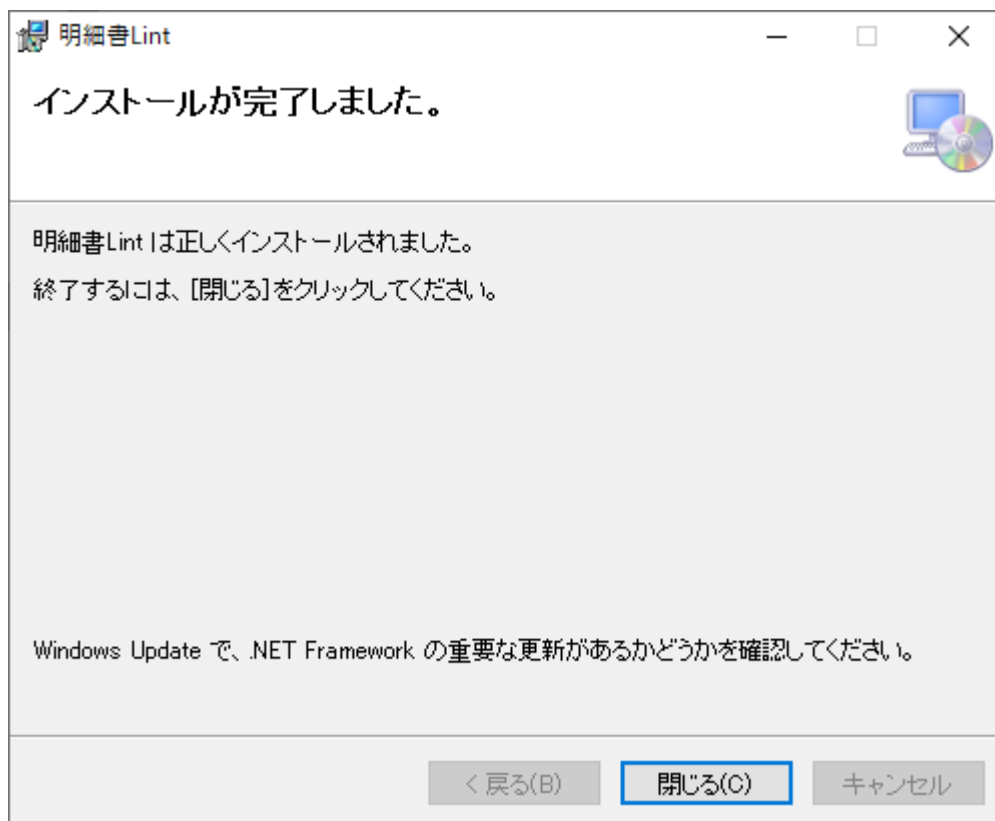 明細書Lint
インストールが完了しました。
明細書Lint は正しくインストールされました。
終了するには、[閉じる]をクリックしてください。
Windows Update で、.NET Framework の重要な更新があるかどうかを確認してください。
< 戻る(B)
閉じる(C)
キャンセル